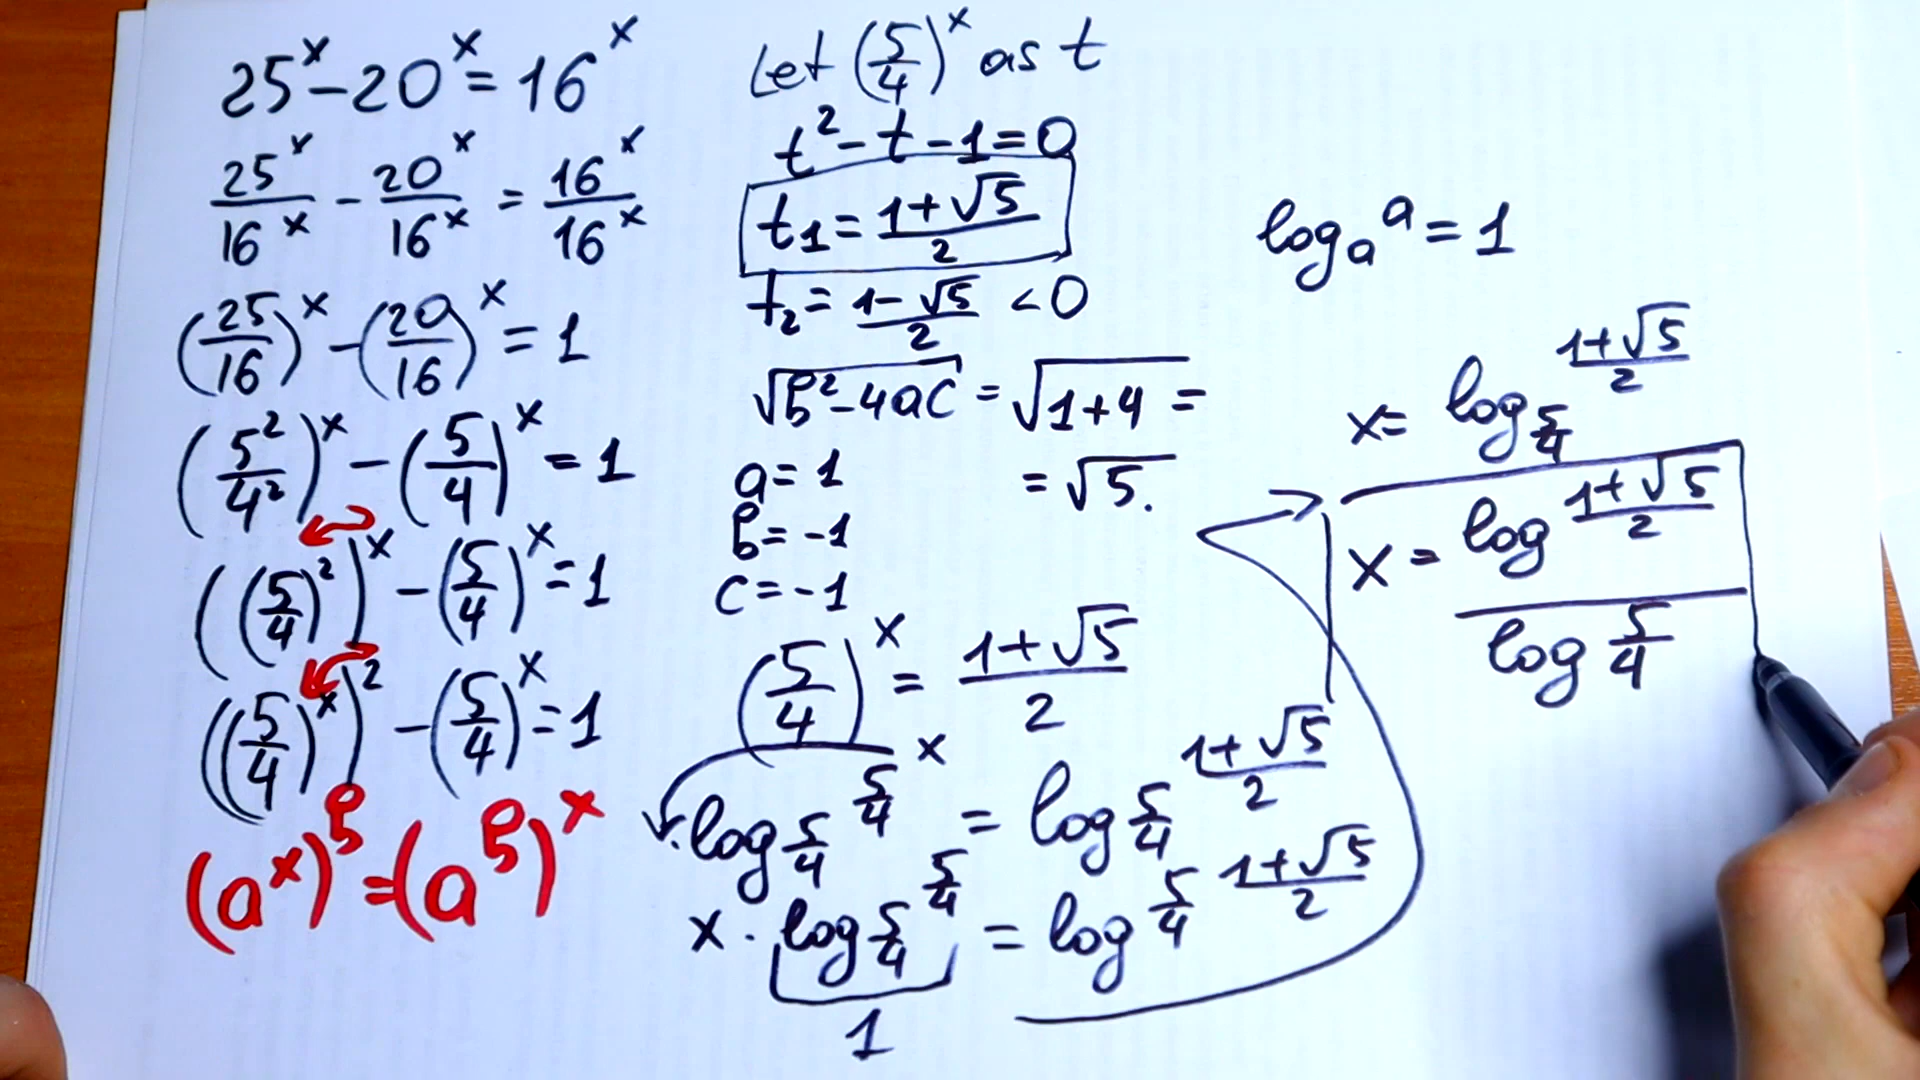 25^x - 20^x = 16^x
25^x/16^x - 20^x/16^x = 16^x/16^x
(25/16)^x - (20/16)^x = 1
(5²/4²)^x - (5/4)^x = 1
((5/4)²)^x - (5/4)^x = 1
((5/4)^x)² - (5/4)^x = 1
(a^x)^b = (a^b)^x
Let (5/4)^x as t
t² - t - 1 = 0
t₁ = (1+√5)/2
t₂ = (1-√5)/2 < 0
√(b²-4ac) = √(1+4) =
= √5.
a = 1
b = -1
c = -1
(5/4)^x = (1+√5)/2
log_(5/4) (5/4)^x = log_(5/4) (1+√5)/2
x · log_(5/4) 5/4 = log_(5/4) (1+√5)/2
1
log_a a = 1
x = log_(5/4) (1+√5)/2
x = log (1+√5)/2 / log 5/4